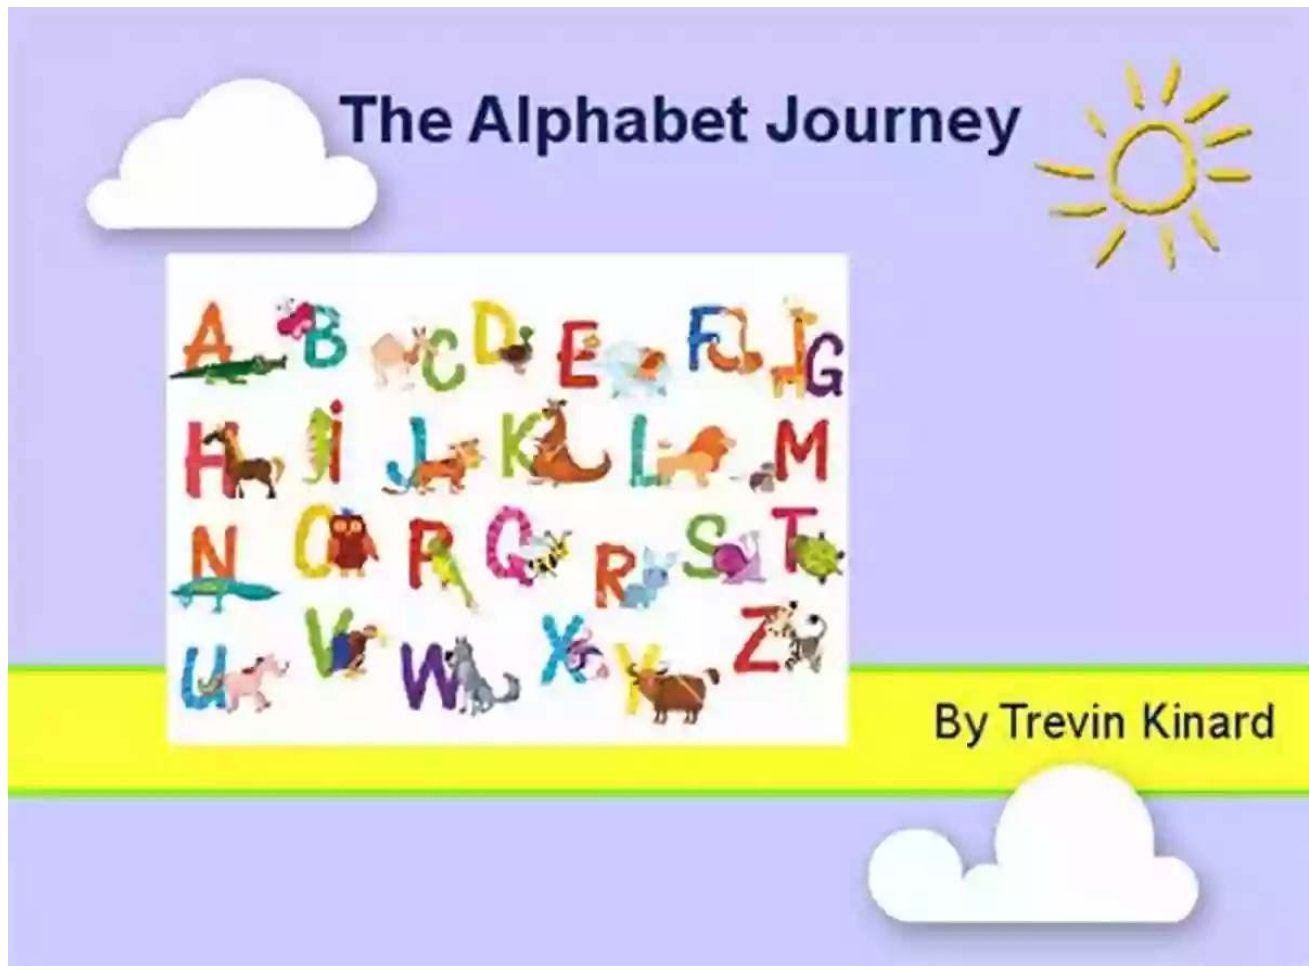 The Alphabet Journey
A B C D E F G
H i J K L M
N O P Q R S T
U V W X Y Z
By Trevin Kinard